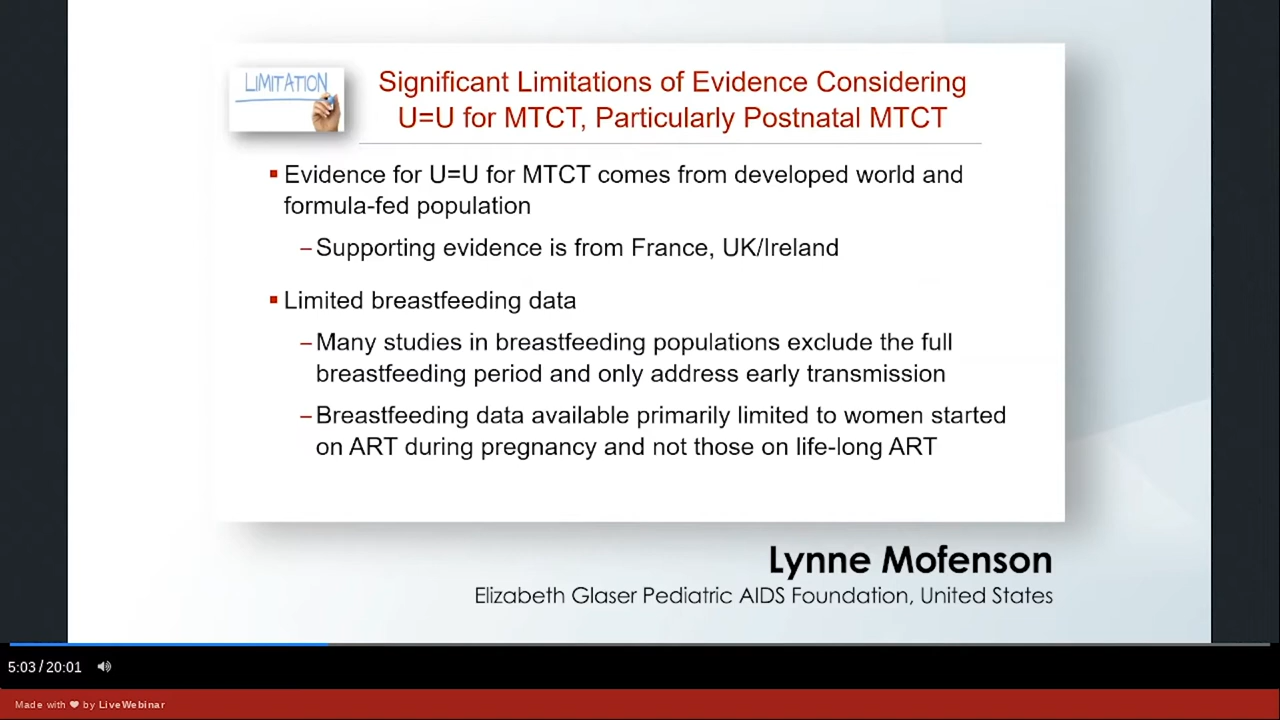 LIMITATION
Significant Limitations of Evidence Considering
U=U for MTCT, Particularly Postnatal MTCT
▪ Evidence for U=U for MTCT comes from developed world and
formula-fed population
–Supporting evidence is from France, UK/Ireland
▪ Limited breastfeeding data
–Many studies in breastfeeding populations exclude the full
breastfeeding period and only address early transmission
–Breastfeeding data available primarily limited to women started
on ART during pregnancy and not those on life-long ART
Lynne Mofenson
Elizabeth Glaser Pediatric AIDS Foundation, United States
5:03 / 20:01
Made with ❤ by LiveWebinar